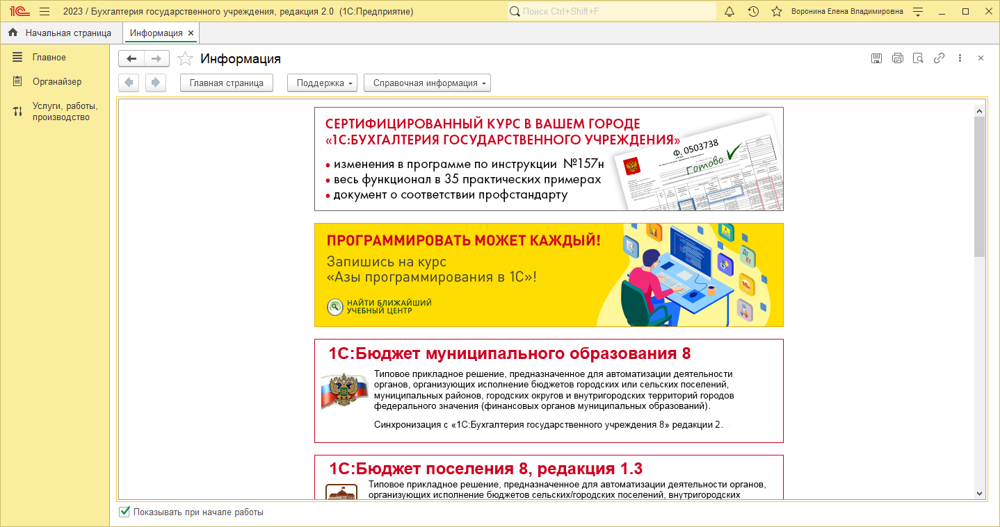 1С 2023 / Бухгалтерия государственного учреждения, редакция 2.0 (1С:Предприятие) Поиск Ctrl+Shift+F Воронина Елена Владимировна
Начальная страница Информация
Главное
Органайзер
Услуги, работы,
производство
Информация
Главная страница Поддержка Справочная информация
СЕРТИФИЦИРОВАННЫЙ КУРС В ВАШЕМ ГОРОДЕ
«1С:БУХГАЛТЕРИЯ ГОСУДАРСТВЕННОГО УЧРЕЖДЕНИЯ»
• изменения в программе по инструкции №157н
• весь функционал в 35 практических примерах
• документ о соответствии профстандарту
Ф. 0503738
Готово
ПРОГРАММИРОВАТЬ МОЖЕТ КАЖДЫЙ!
Запишись на курс
«Азы программирования в 1С»!
НАЙТИ БЛИЖАЙШИЙ
УЧЕБНЫЙ ЦЕНТР
Дт
Кт
1С:Бюджет муниципального образования 8
Типовое прикладное решение, предназначенное для автоматизации деятельности
органов, организующих исполнение бюджетов городских или сельских поселений,
муниципальных районов, городских округов и внутригородских территорий городов
федерального значения (финансовых органов муниципальных образований).
Синхронизация с «1С:Бухгалтерия государственного учреждения 8» редакции 2.
1С:Бюджет поселения 8, редакция 1.3
Типовое прикладное решение, предназначенное для автоматизации деятельности органов,
организующих исполнение бюджетов сельских/городских поселений, внутригородских
Показывать при начале работы